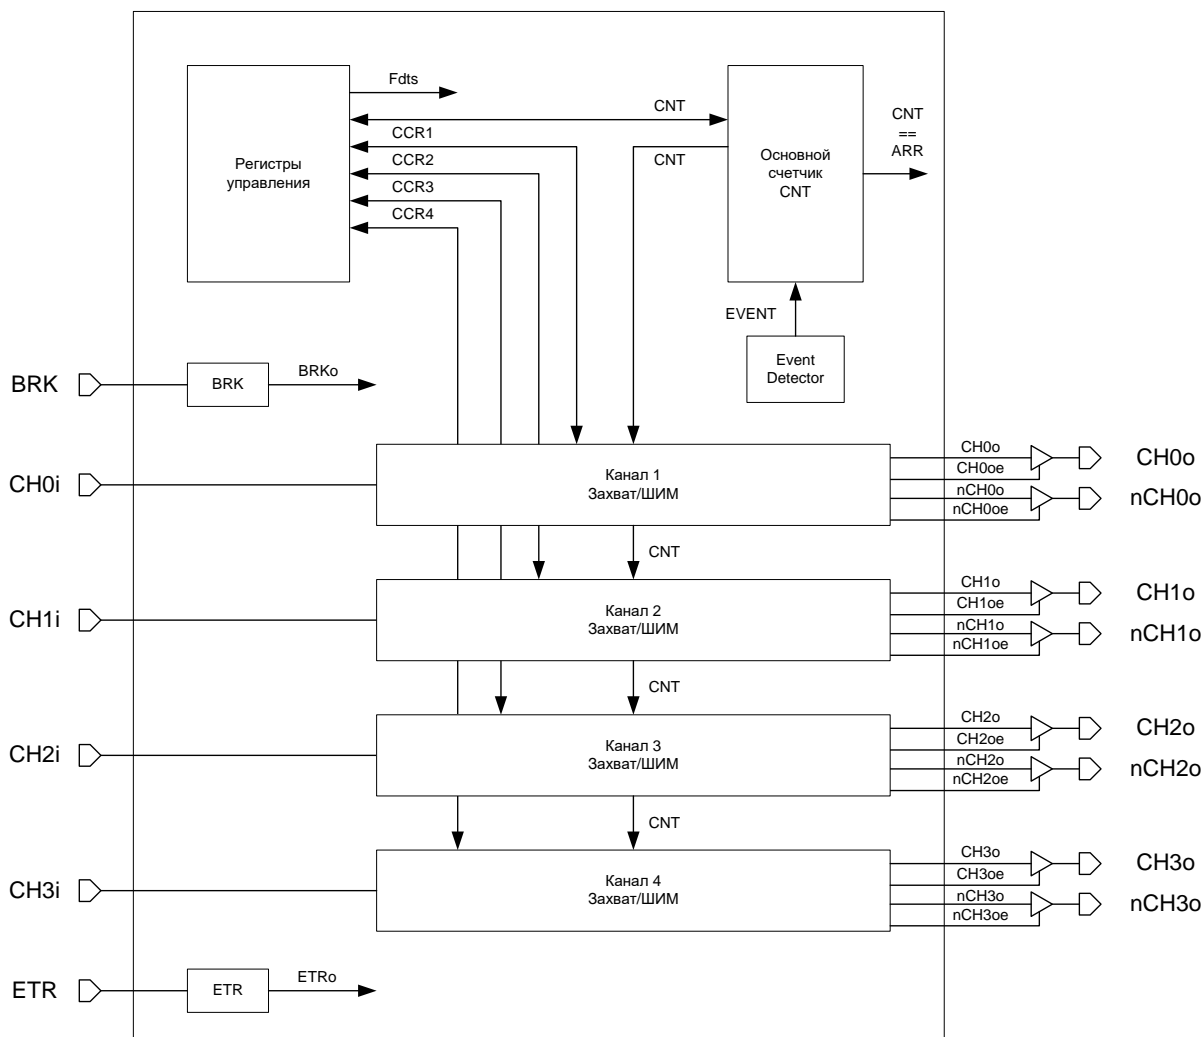 Fdts
CNT
CCR1
CNT
CCR2
CCR3
CCR4
Регистры
управления
Основной
счетчик
CNT
CNT
==
ARR
EVENT
Event
Detector
BRK
BRK
BRKo
CH0i
Канал 1
Захват/ШИМ
CH0o
CH0oe
nCH0o
nCH0oe
CH0o
nCH0o
CNT
CH1i
Канал 2
Захват/ШИМ
CH1o
CH1oe
nCH1o
nCH1oe
CH1o
nCH1o
CNT
CH2i
Канал 3
Захват/ШИМ
CH2o
CH2oe
nCH2o
nCH2oe
CH2o
nCH2o
CNT
CH3i
Канал 4
Захват/ШИМ
CH3o
CH3oe
nCH3o
nCH3oe
CH3o
nCH3o
ETR
ETR
ETRo